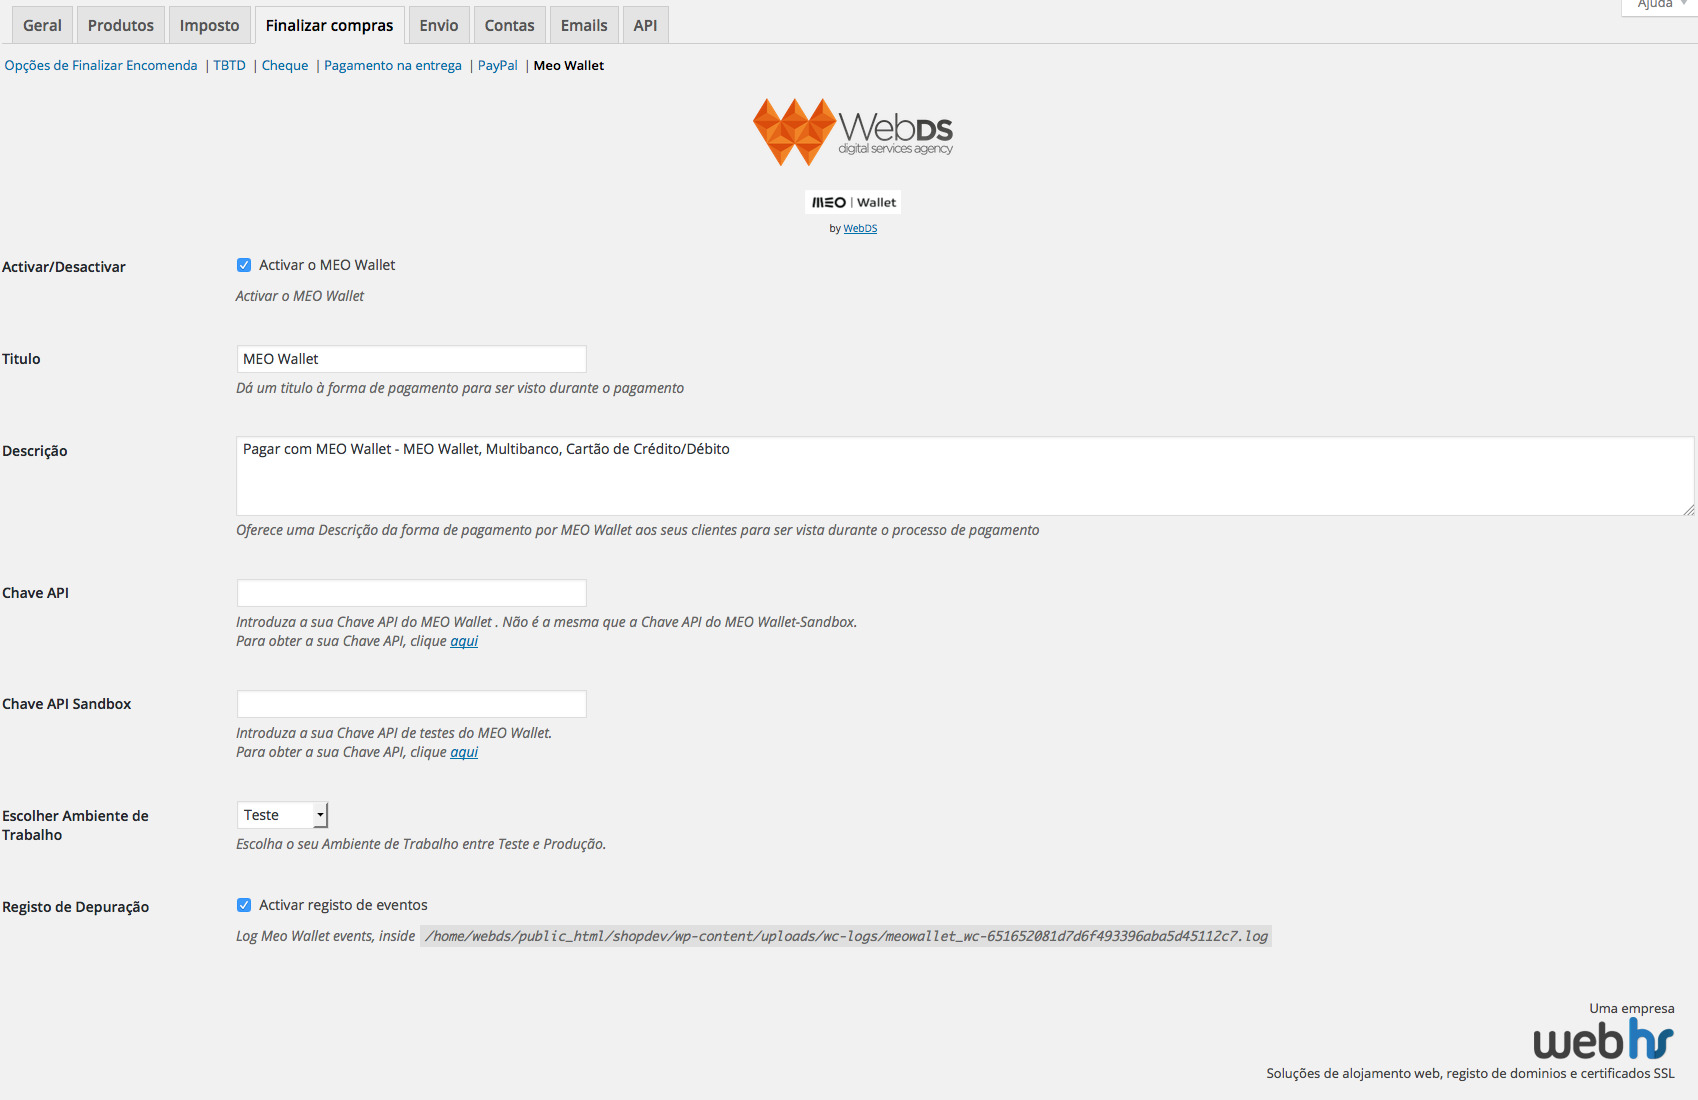 Ajuda
Geral Produtos Imposto Finalizar compras Envio Contas Emails API
Opções de Finalizar Encomenda | TBTD | Cheque | Pagamento na entrega | PayPal | Meo Wallet
WebDS
digital services agency
MEO | Wallet
by WebDS
Activar/Desactivar
Activar o MEO Wallet
Activar o MEO Wallet
Titulo
MEO Wallet
Dá um titulo à forma de pagamento para ser visto durante o pagamento
Descrição
Pagar com MEO Wallet - MEO Wallet, Multibanco, Cartão de Crédito/Débito
Oferece uma Descrição da forma de pagamento por MEO Wallet aos seus clientes para ser vista durante o processo de pagamento
Chave API
Introduza a sua Chave API do MEO Wallet . Não é a mesma que a Chave API do MEO Wallet-Sandbox.
Para obter a sua Chave API, clique aqui
Chave API Sandbox
Introduza a sua Chave API de testes do MEO Wallet.
Para obter a sua Chave API, clique aqui
Escolher Ambiente de
Trabalho
Teste
Escolha o seu Ambiente de Trabalho entre Teste e Produção.
Registo de Depuração
Activar registo de eventos
Log Meo Wallet events, inside /home/webds/public_html/shopdev/wp-content/uploads/wc-logs/meowallet_wc-651652081d7d6f493396aba5d45112c7.log
Uma empresa
webhs
Soluções de alojamento web, registo de dominios e certificados SSL